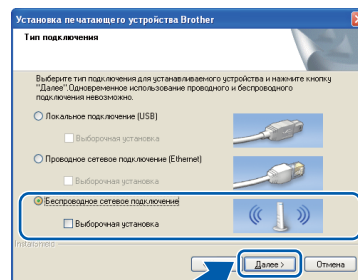 Установка печатающего устройства Brother
Тип подключения
Выберите тип подключения для устанавливаемого устройства и нажмите кнопку
"Далее".Одновременное использование проводного и беспроводного
подключения невозможно.
Локальное подключение (USB)
Выборочная установка
Проводное сетевое подключение (Ethernet)
Выборочная установка
Беспроводное сетевое подключение
Выборочная установка
InstallShield
Далее >
Отмена